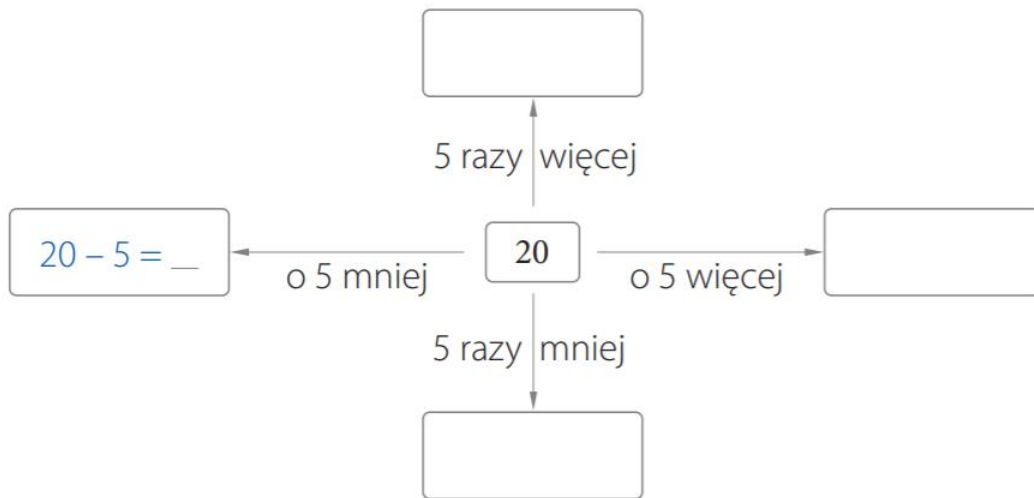 5 razy więcej
20 – 5 = __
o 5 mniej
20
o 5 więcej
5 razy mniej